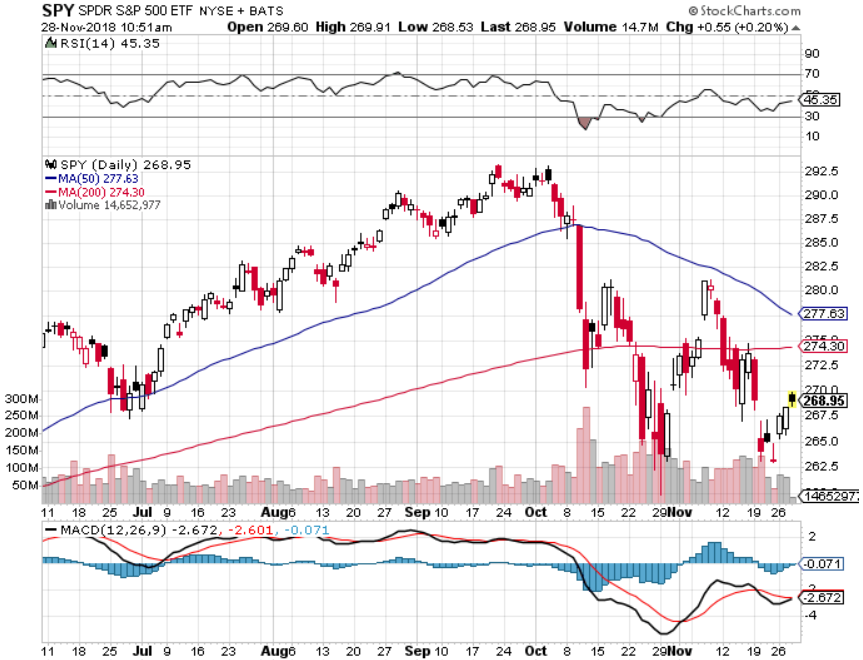 SPY SPDR S&P 500 ETF NYSE + BATS © StockCharts.com
28-Nov-2018 10:51am Open 269.60 High 269.91 Low 268.53 Last 268.95 Volume 14.7M Chg +0.55 (+0.20%)
RSI(14) 45.35
90
70
50
45.35
30
10
SPY (Daily) 268.95
MA(50) 277.63
MA(200) 274.30
Volume 14,652,977
292.5
290.0
287.5
285.0
282.5
280.0
277.63
274.30
272.5
270.0
268.95
267.5
265.0
262.5
14652977
300M
250M
200M
150M
100M
50M
11 18 25 Jul 9 16 23 Aug 6 13 20 27 Sep 10 17 24 Oct 8 15 22 29 Nov 12 19 26
MACD(12,26,9) -2.672, -2.601, -0.071
2
-0.071
-2.672
-4
11 18 25 Jul 9 16 23 Aug 6 13 20 27 Sep 10 17 24 Oct 8 15 22 29 Nov 12 19 26